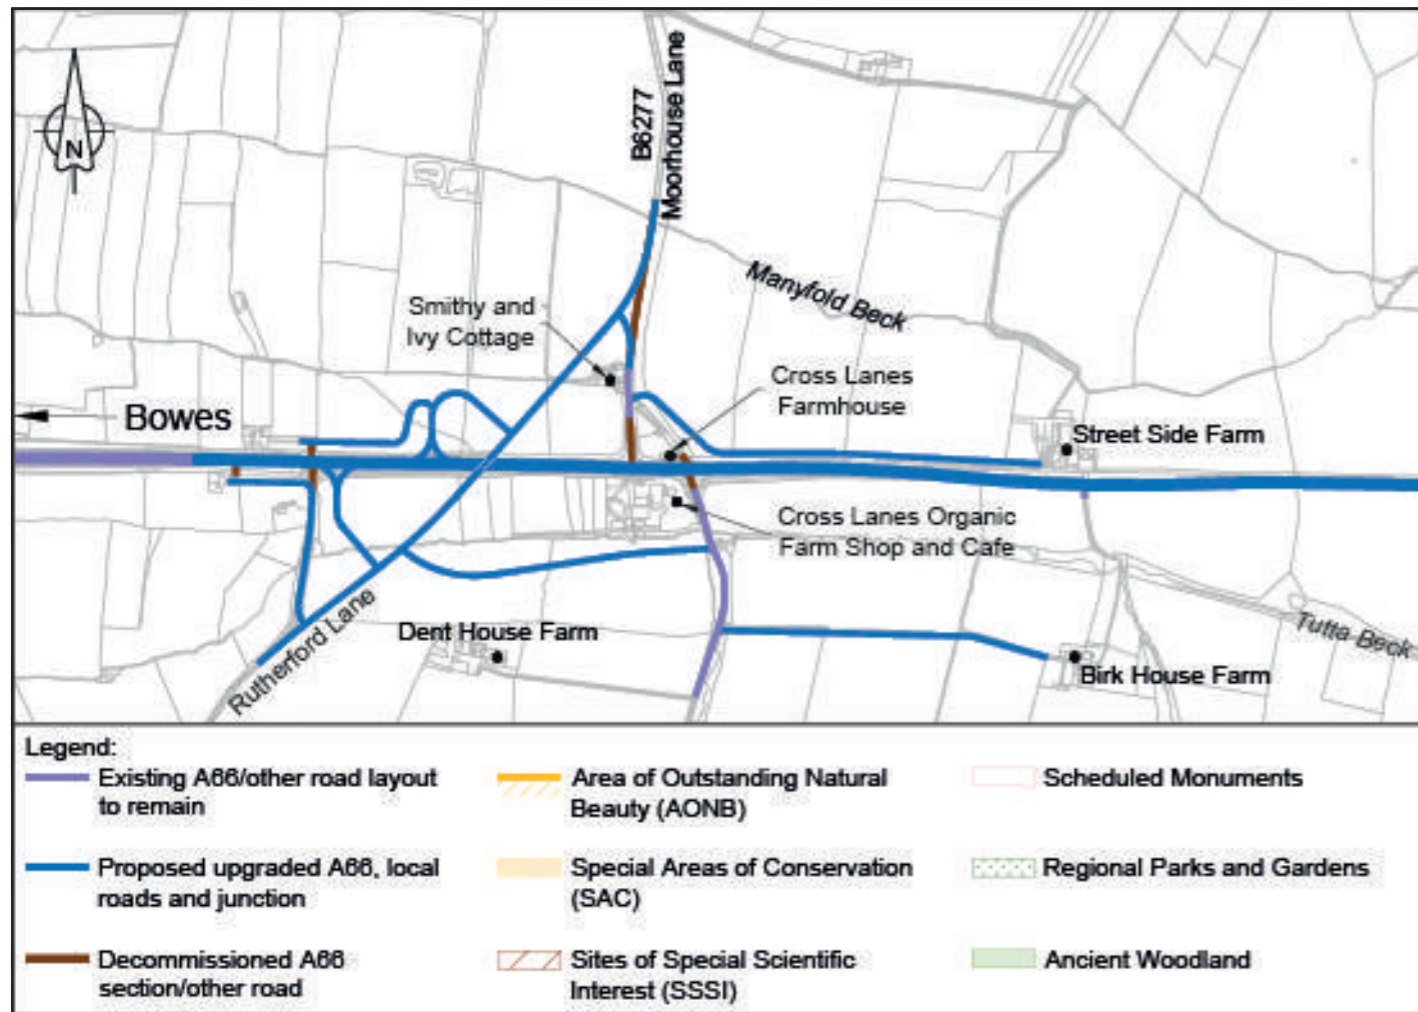 N
B6277
Moorhouse Lane
Manyfold Beck
Smithy and
Ivy Cottage
Cross Lanes
Farmhouse
Bowes
Street Side Farm
Cross Lanes Organic
Farm Shop and Cafe
Rutherford Lane
Dent House Farm
Tutta Beck
Birk House Farm
Legend:
Existing A66/other road layout
to remain
Proposed upgraded A66, local
roads and junction
Decommissioned A66
section/other road
Area of Outstanding Natural
Beauty (AONB)
Special Areas of Conservation
(SAC)
Sites of Special Scientific
Interest (SSSI)
Scheduled Monuments
Regional Parks and Gardens
Ancient Woodland